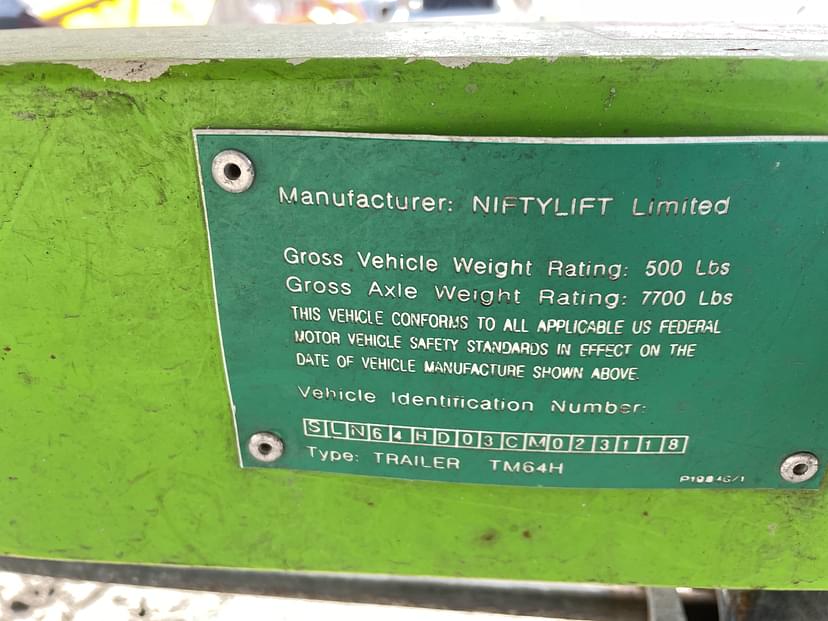 Manufacturer: NIFTYLIFT Limited
Gross Vehicle Weight Rating: 500 Lbs
Gross Axle Weight Rating: 7700 Lbs
THIS VEHICLE CONFORMS TO ALL APPLICABLE US FEDERAL
MOTOR VEHICLE SAFETY STANDARDS IN EFFECT ON THE
DATE OF VEHICLE MANUFACTURE SHOWN ABOVE.
Vehicle Identification Number:
SLN64HD03CM023118
Type: TRAILER TM64H